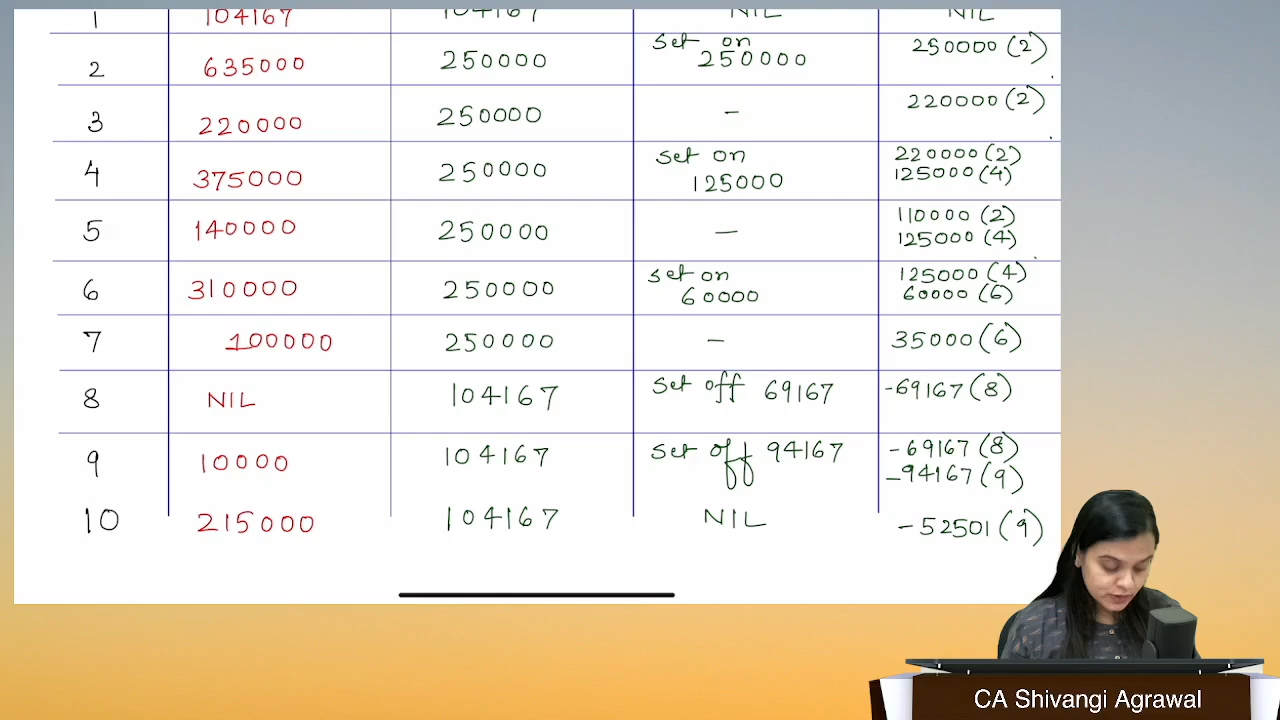 1 104167 104167 NIL NIL
2 635000 250000 set on 250000 250000 (2)
3 220000 250000 - 220000 (2)
4 375000 250000 set on 125000 220000 (2)
125000 (4)
5 140000 250000 - 110000 (2)
125000 (4)
6 310000 250000 set on 60000 125000 (4)
60000 (6)
7 100000 250000 - 35000 (6)
8 NIL 104167 set off 69167 -69167 (8)
9 10000 104167 set off 94167 -69167 (8)
-94167 (9)
10 215000 104167 NIL -52501 (9)
CA Shivangi Agrawal